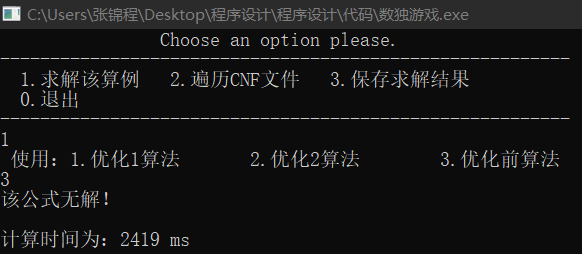 C:\Users\张锦程\Desktop\程序设计\程序设计\代码\数独游戏.exe
Choose an option please.
---------------------------------------------------------
1.求解该算例 2.遍历CNF文件 3.保存求解结果
0.退出
---------------------------------------------------------
1
使用：1.优化1算法 2.优化2算法 3.优化前算法
3
该公式无解！
计算时间为：2419 ms